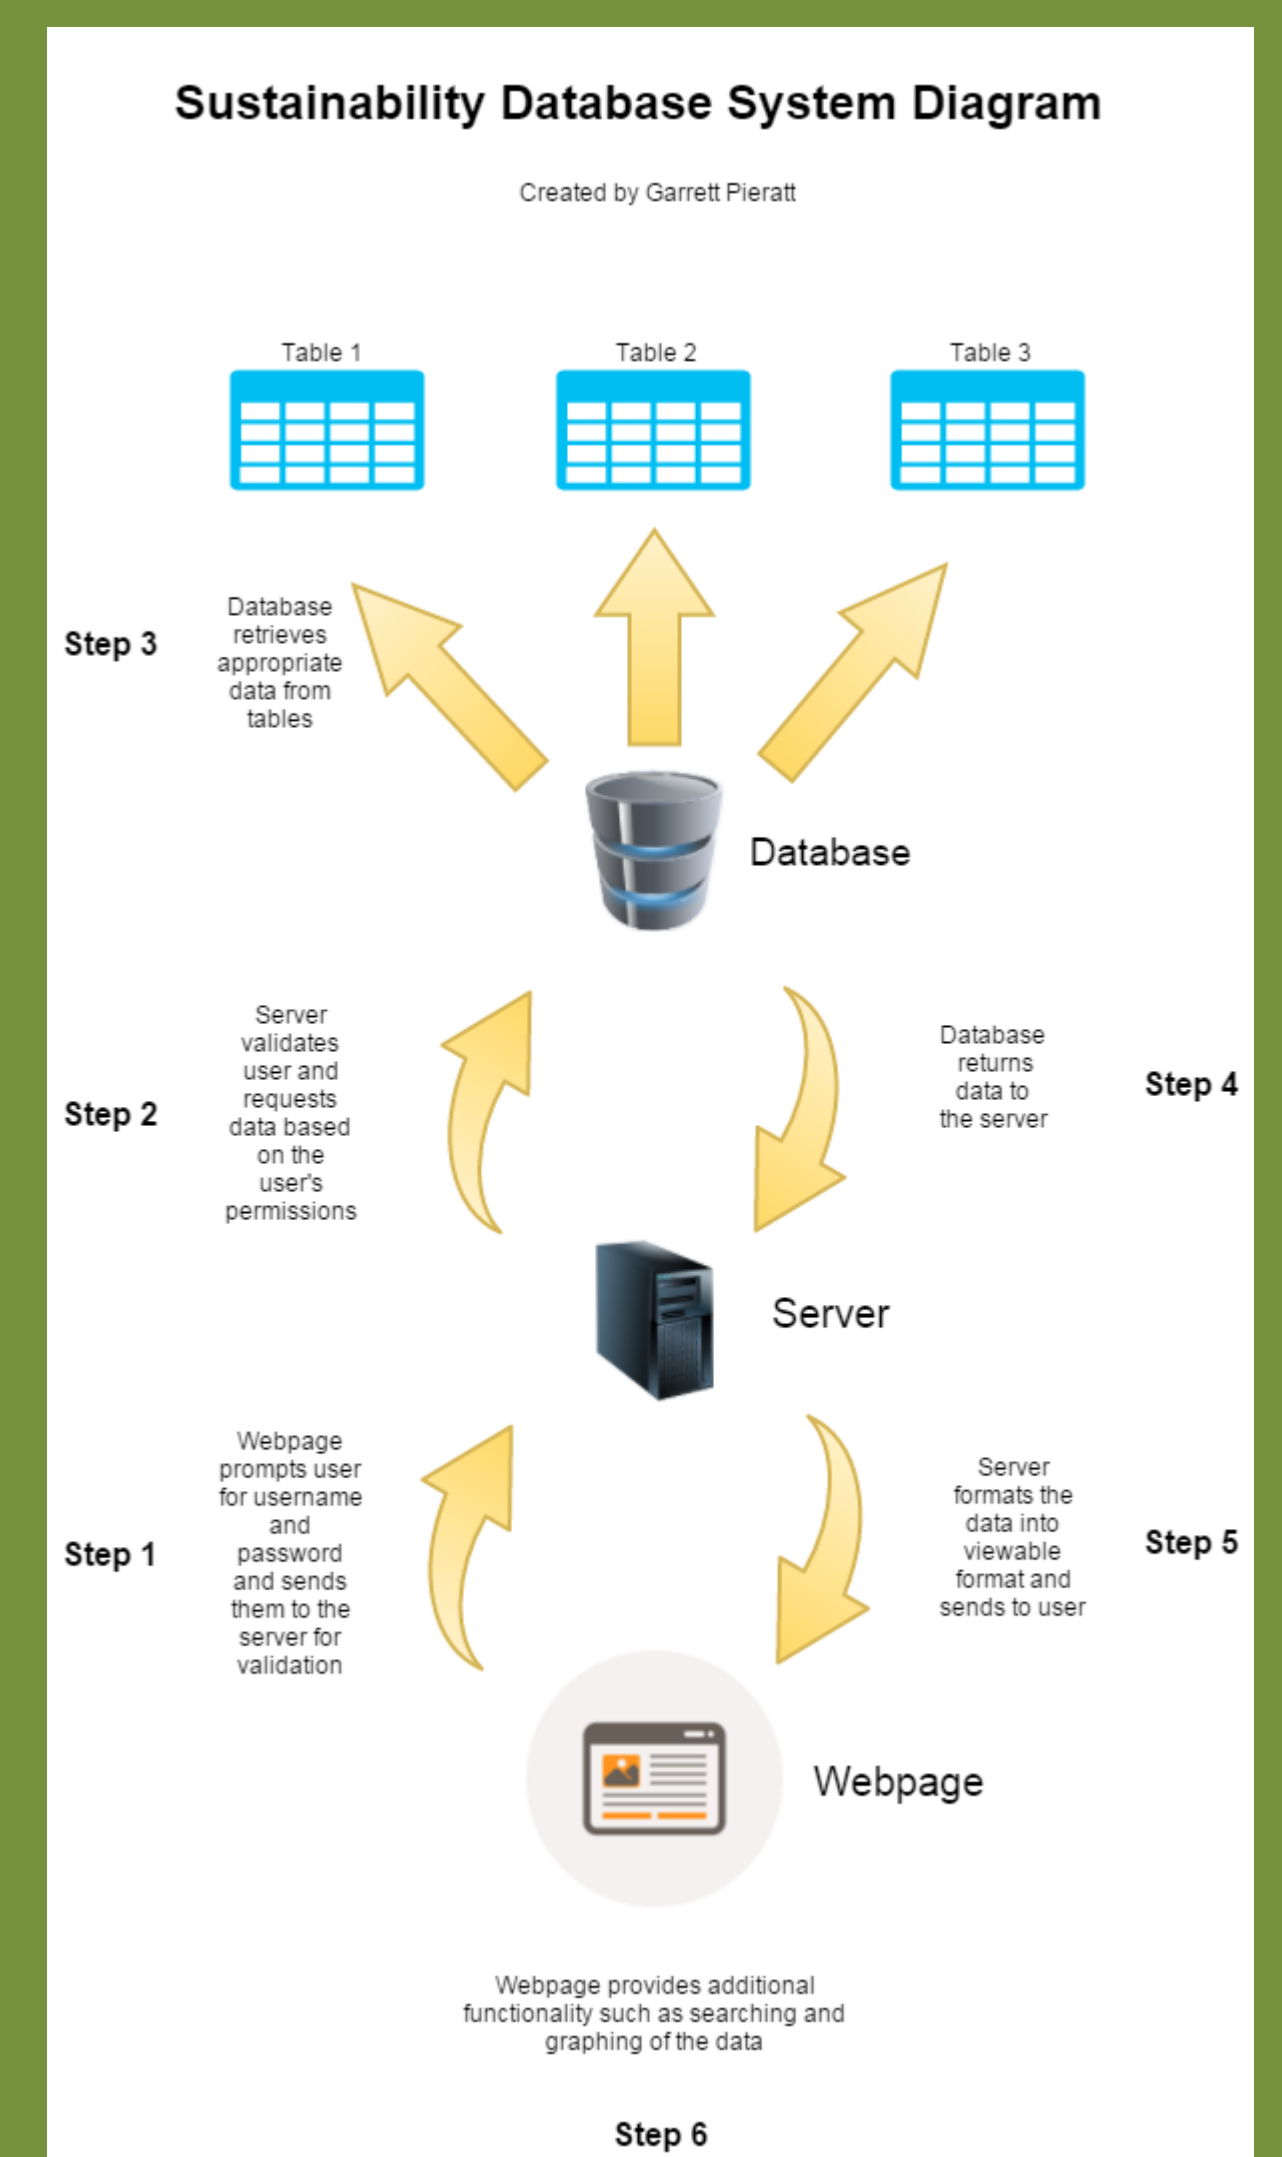 Sustainability Database System Diagram
Created by Garrett Pieratt
Table 1
Table 2
Table 3
Step 3
Database
retrieves
appropriate
data from
tables
Database
Step 2
Server
validates
user and
requests
data based
on the
user's
permissions
Database
returns
data to
the server
Step 4
Server
Step 1
Webpage
prompts user
for username
and
password
and sends
them to the
server for
validation
Server
formats the
data into
viewable
format and
sends to user
Step 5
Webpage
Webpage provides additional
functionality such as searching and
graphing of the data
Step 6